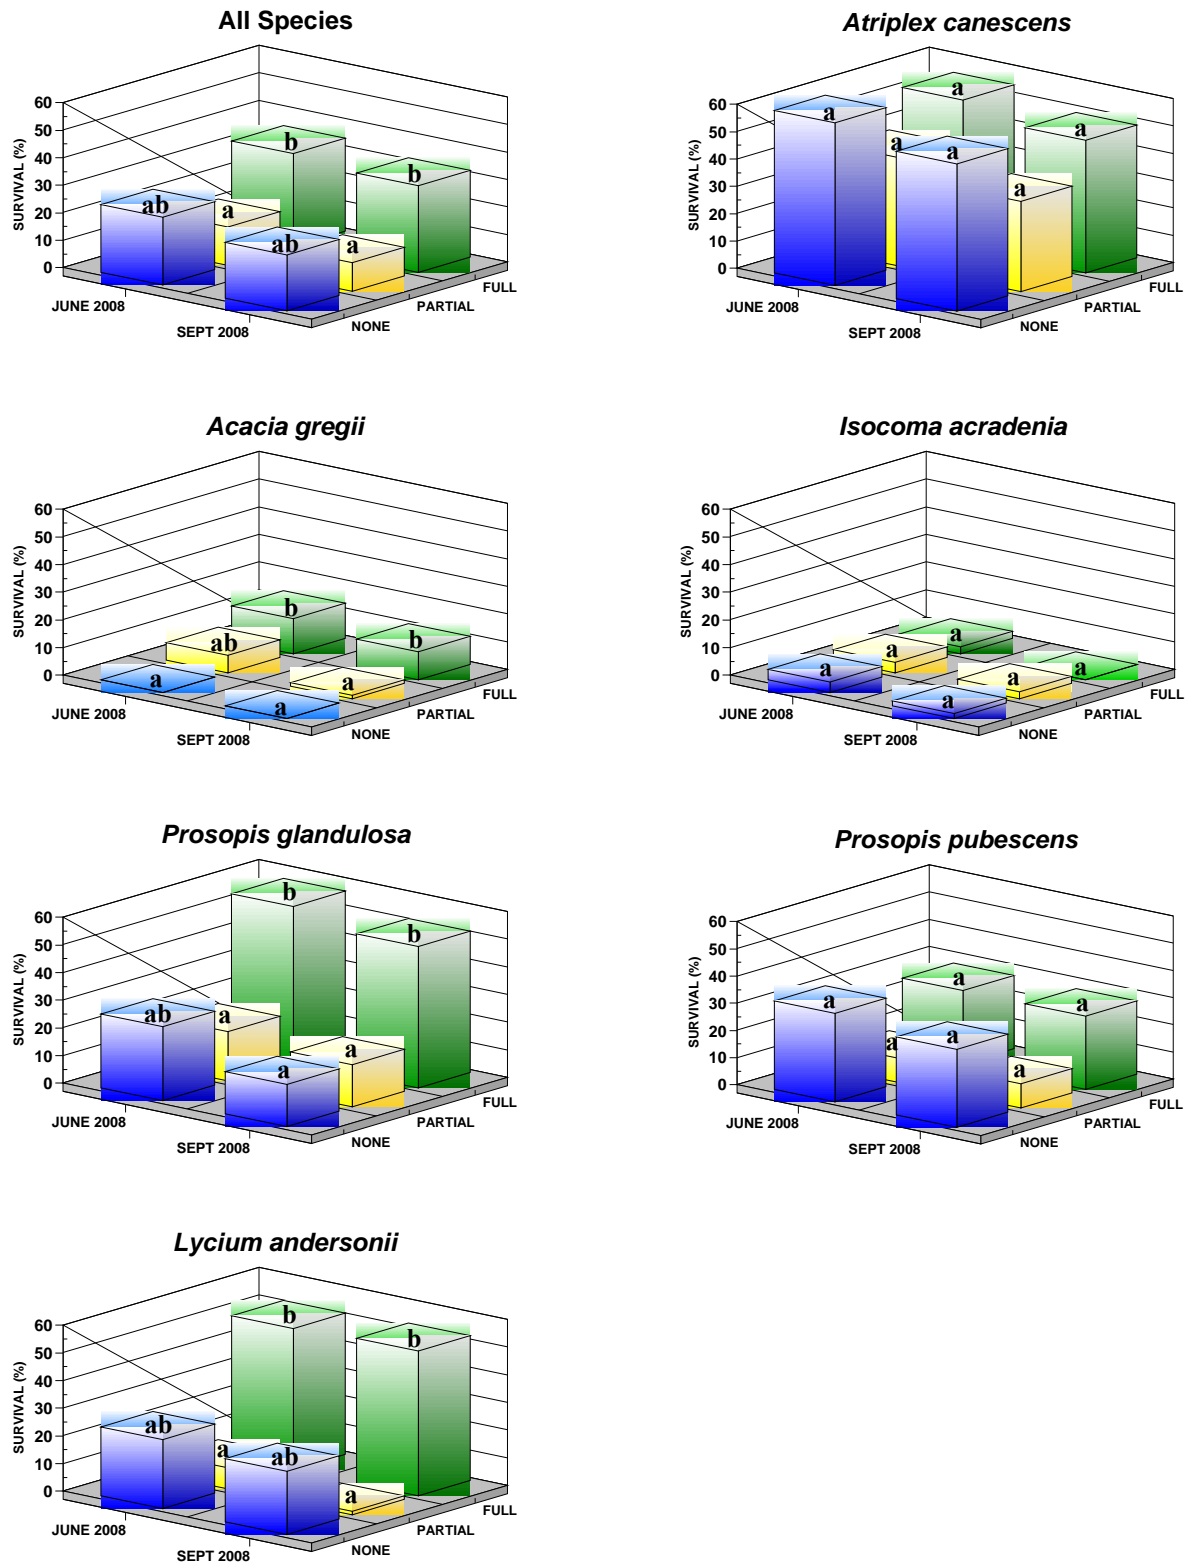 All Species
60
50
40
30
20
10
0
SURVIVAL (%)
b
b
ab
a
ab
a
JUNE 2008
SEPT 2008
NONE
PARTIAL
FULL
Atriplex canescens
60
50
40
30
20
10
0
SURVIVAL (%)
a
a
a
a
a
a
JUNE 2008
SEPT 2008
NONE
PARTIAL
FULL
Acacia gregii
60
50
40
30
20
10
0
SURVIVAL (%)
b
ab
b
a
a
a
JUNE 2008
SEPT 2008
NONE
PARTIAL
FULL
Isocoma acradenia
60
50
40
30
20
10
0
SURVIVAL (%)
a
a
a
a
a
a
JUNE 2008
SEPT 2008
NONE
PARTIAL
FULL
Prosopis glandulosa
60
50
40
30
20
10
0
SURVIVAL (%)
b
b
ab
a
a
a
JUNE 2008
SEPT 2008
NONE
PARTIAL
FULL
Prosopis pubescens
60
50
40
30
20
10
0
SURVIVAL (%)
a
a
a
a
a
a
JUNE 2008
SEPT 2008
NONE
PARTIAL
FULL
Lycium andersonii
60
50
40
30
20
10
0
SURVIVAL (%)
b
b
ab
a
ab
a
JUNE 2008
SEPT 2008
NONE
PARTIAL
FULL